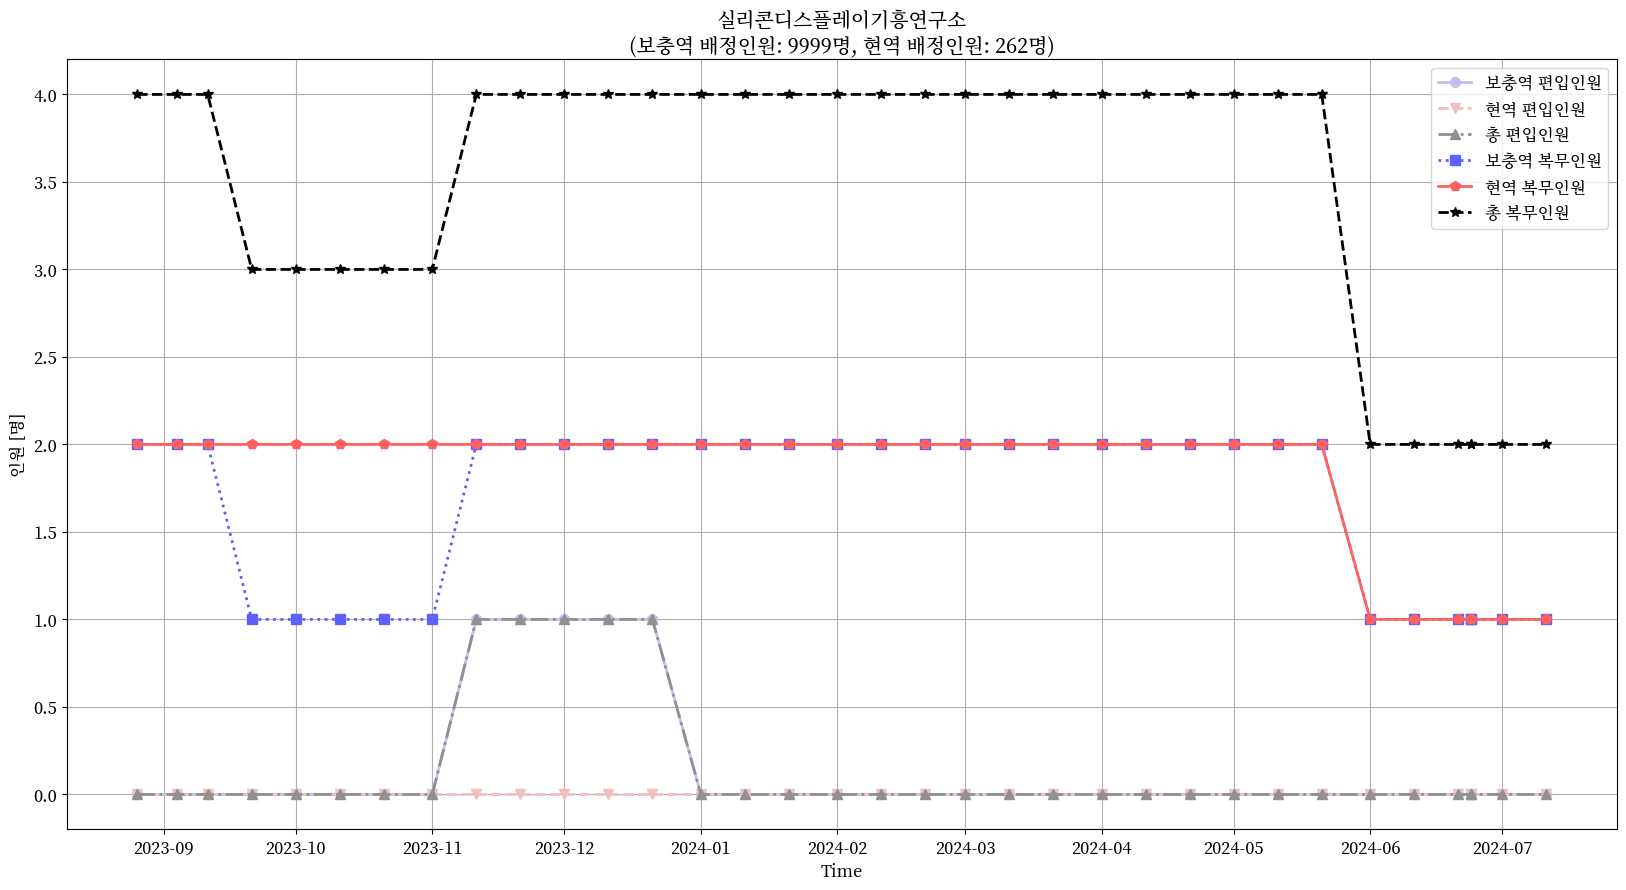 실리콘디스플레이기흥연구소
(보충역 배정인원: 9999명, 현역 배정인원: 262명)
보충역 편입인원
현역 편입인원
총 편입인원
보충역 복무인원
현역 복무인원
총 복무인원
4.0
3.5
3.0
2.5
2.0
1.5
1.0
0.5
0.0
인원 [명]
2023-09 2023-10 2023-11 2023-12 2024-01 2024-02 2024-03 2024-04 2024-05 2024-06 2024-07
Time